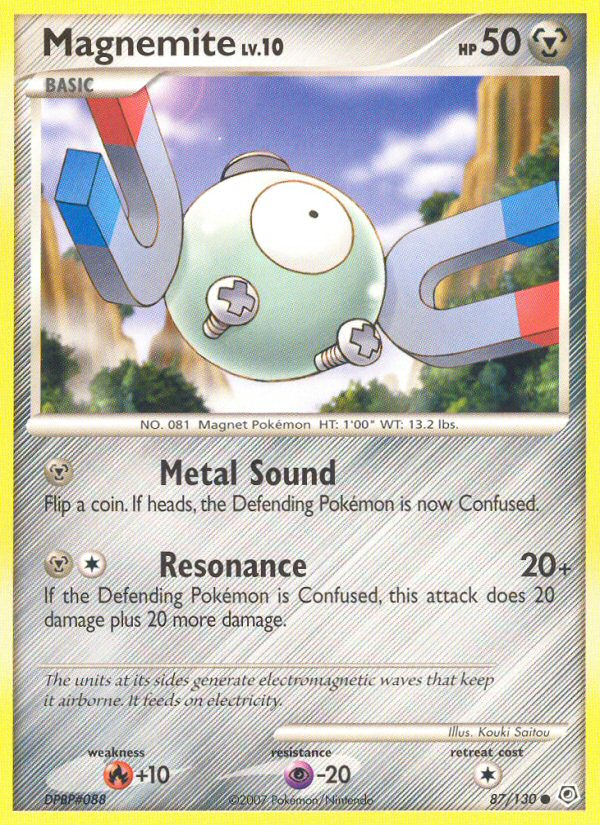 Magnemite LV.10 HP 50
BASIC
NO. 081 Magnet Pokémon HT: 1'00" WT: 13.2 lbs.
Metal Sound
Flip a coin. If heads, the Defending Pokémon is now Confused.
Resonance 20+
If the Defending Pokémon is Confused, this attack does 20
damage plus 20 more damage.
The units at its sides generate electromagnetic waves that keep
it airborne. It feeds on electricity.
Illus. Kouki Saitou
weakness resistance retreat cost
+10 -20
DPBP#088 ©2007 Pokémon/Nintendo 87/130